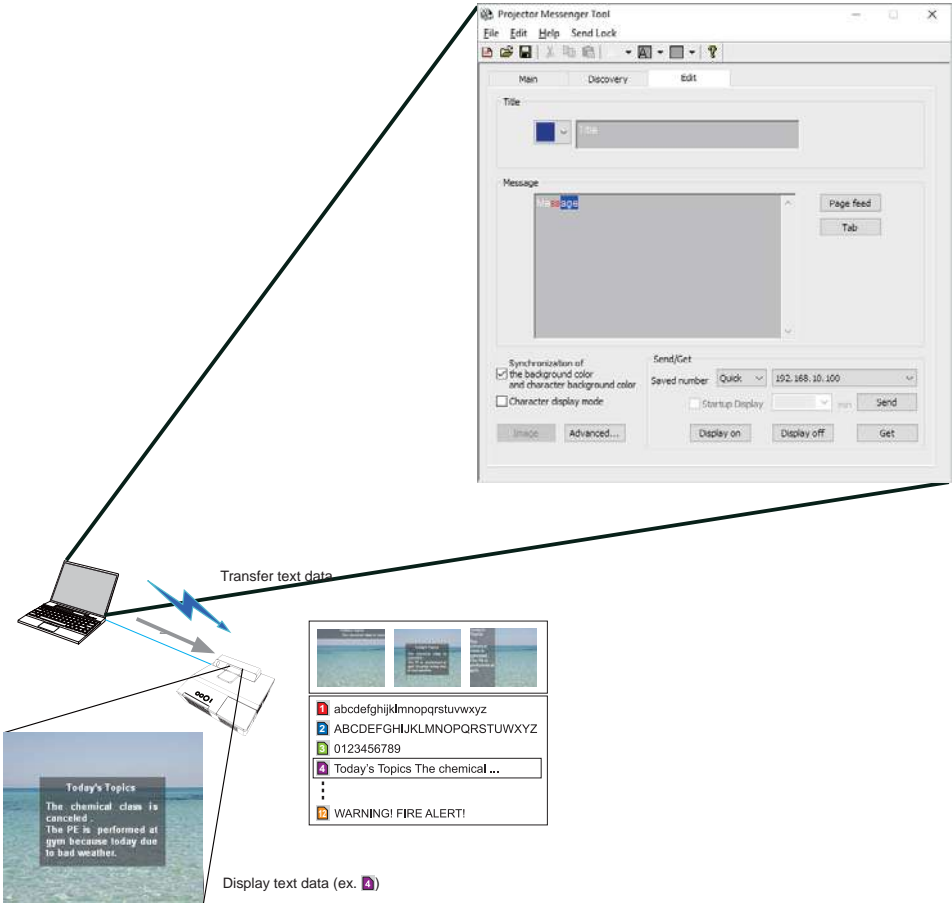 Projector Messenger Tool
File Edit Help Send Lock
Main Discovery Edit
Title
Title
Message
Message
Page feed
Tab
Synchronization of
the background color
and character background color
Character display mode
Image Advanced...
Send/Get
Saved number Quick 192.168.10.100
Startup Display min Send
Display on Display off Get
Transfer text data
1 abcdefghijklmnopqrstuvwxyz
2 ABCDEFGHIJKLMNOPQRSTUWXYZ
3 0123456789
4 Today's Topics The chemical ...
12 WARNING! FIRE ALERT!
Today's Topics
The chemical class is
canceled .
The PE is performed at
gym because today due
to bad weather.
Display text data (ex. 4)